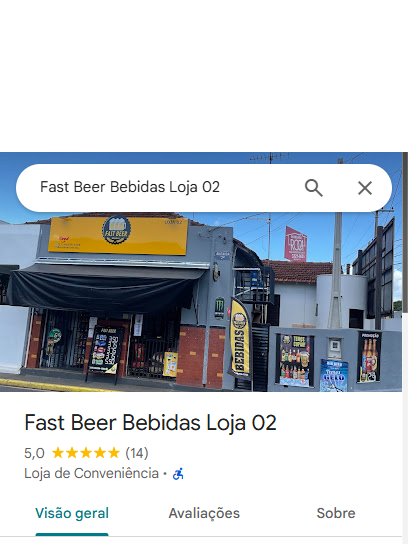 Fast Beer Bebidas Loja 02
FAST BEER
BEBIDAS
PROMOÇÃO
Fast Beer Bebidas Loja 02
5,0 (14)
Loja de Conveniência ·
Visão geral Avaliações Sobre